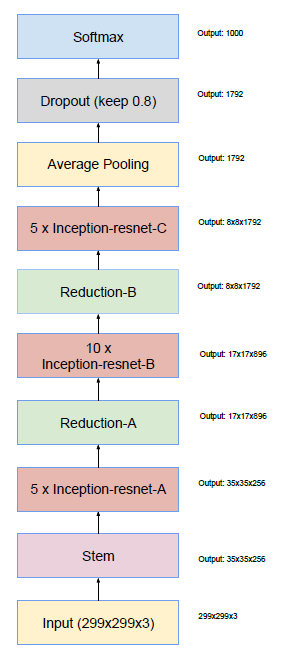 Softmax
Output: 1000
Dropout (keep 0.8)
Output: 1792
Average Pooling
Output: 1792
5 x Inception-resnet-C
Output: 8x8x1792
Reduction-B
Output: 8x8x1792
10 x
Inception-resnet-B
Output: 17x17x896
Reduction-A
Output: 17x17x896
5 x Inception-resnet-A
Output: 35x35x256
Stem
Output: 35x35x256
Input (299x299x3)
299x299x3